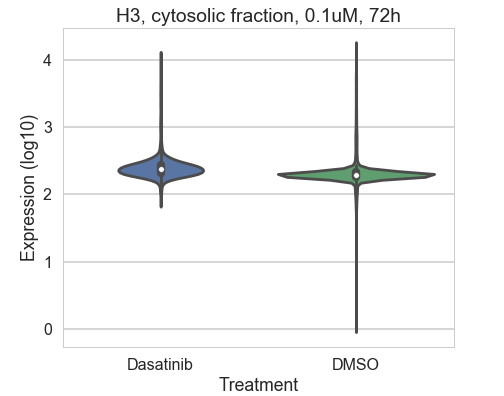 H3, cytosolic fraction, 0.1uM, 72h
Expression (log10)
4
3
2
1
0
Dasatinib
DMSO
Treatment